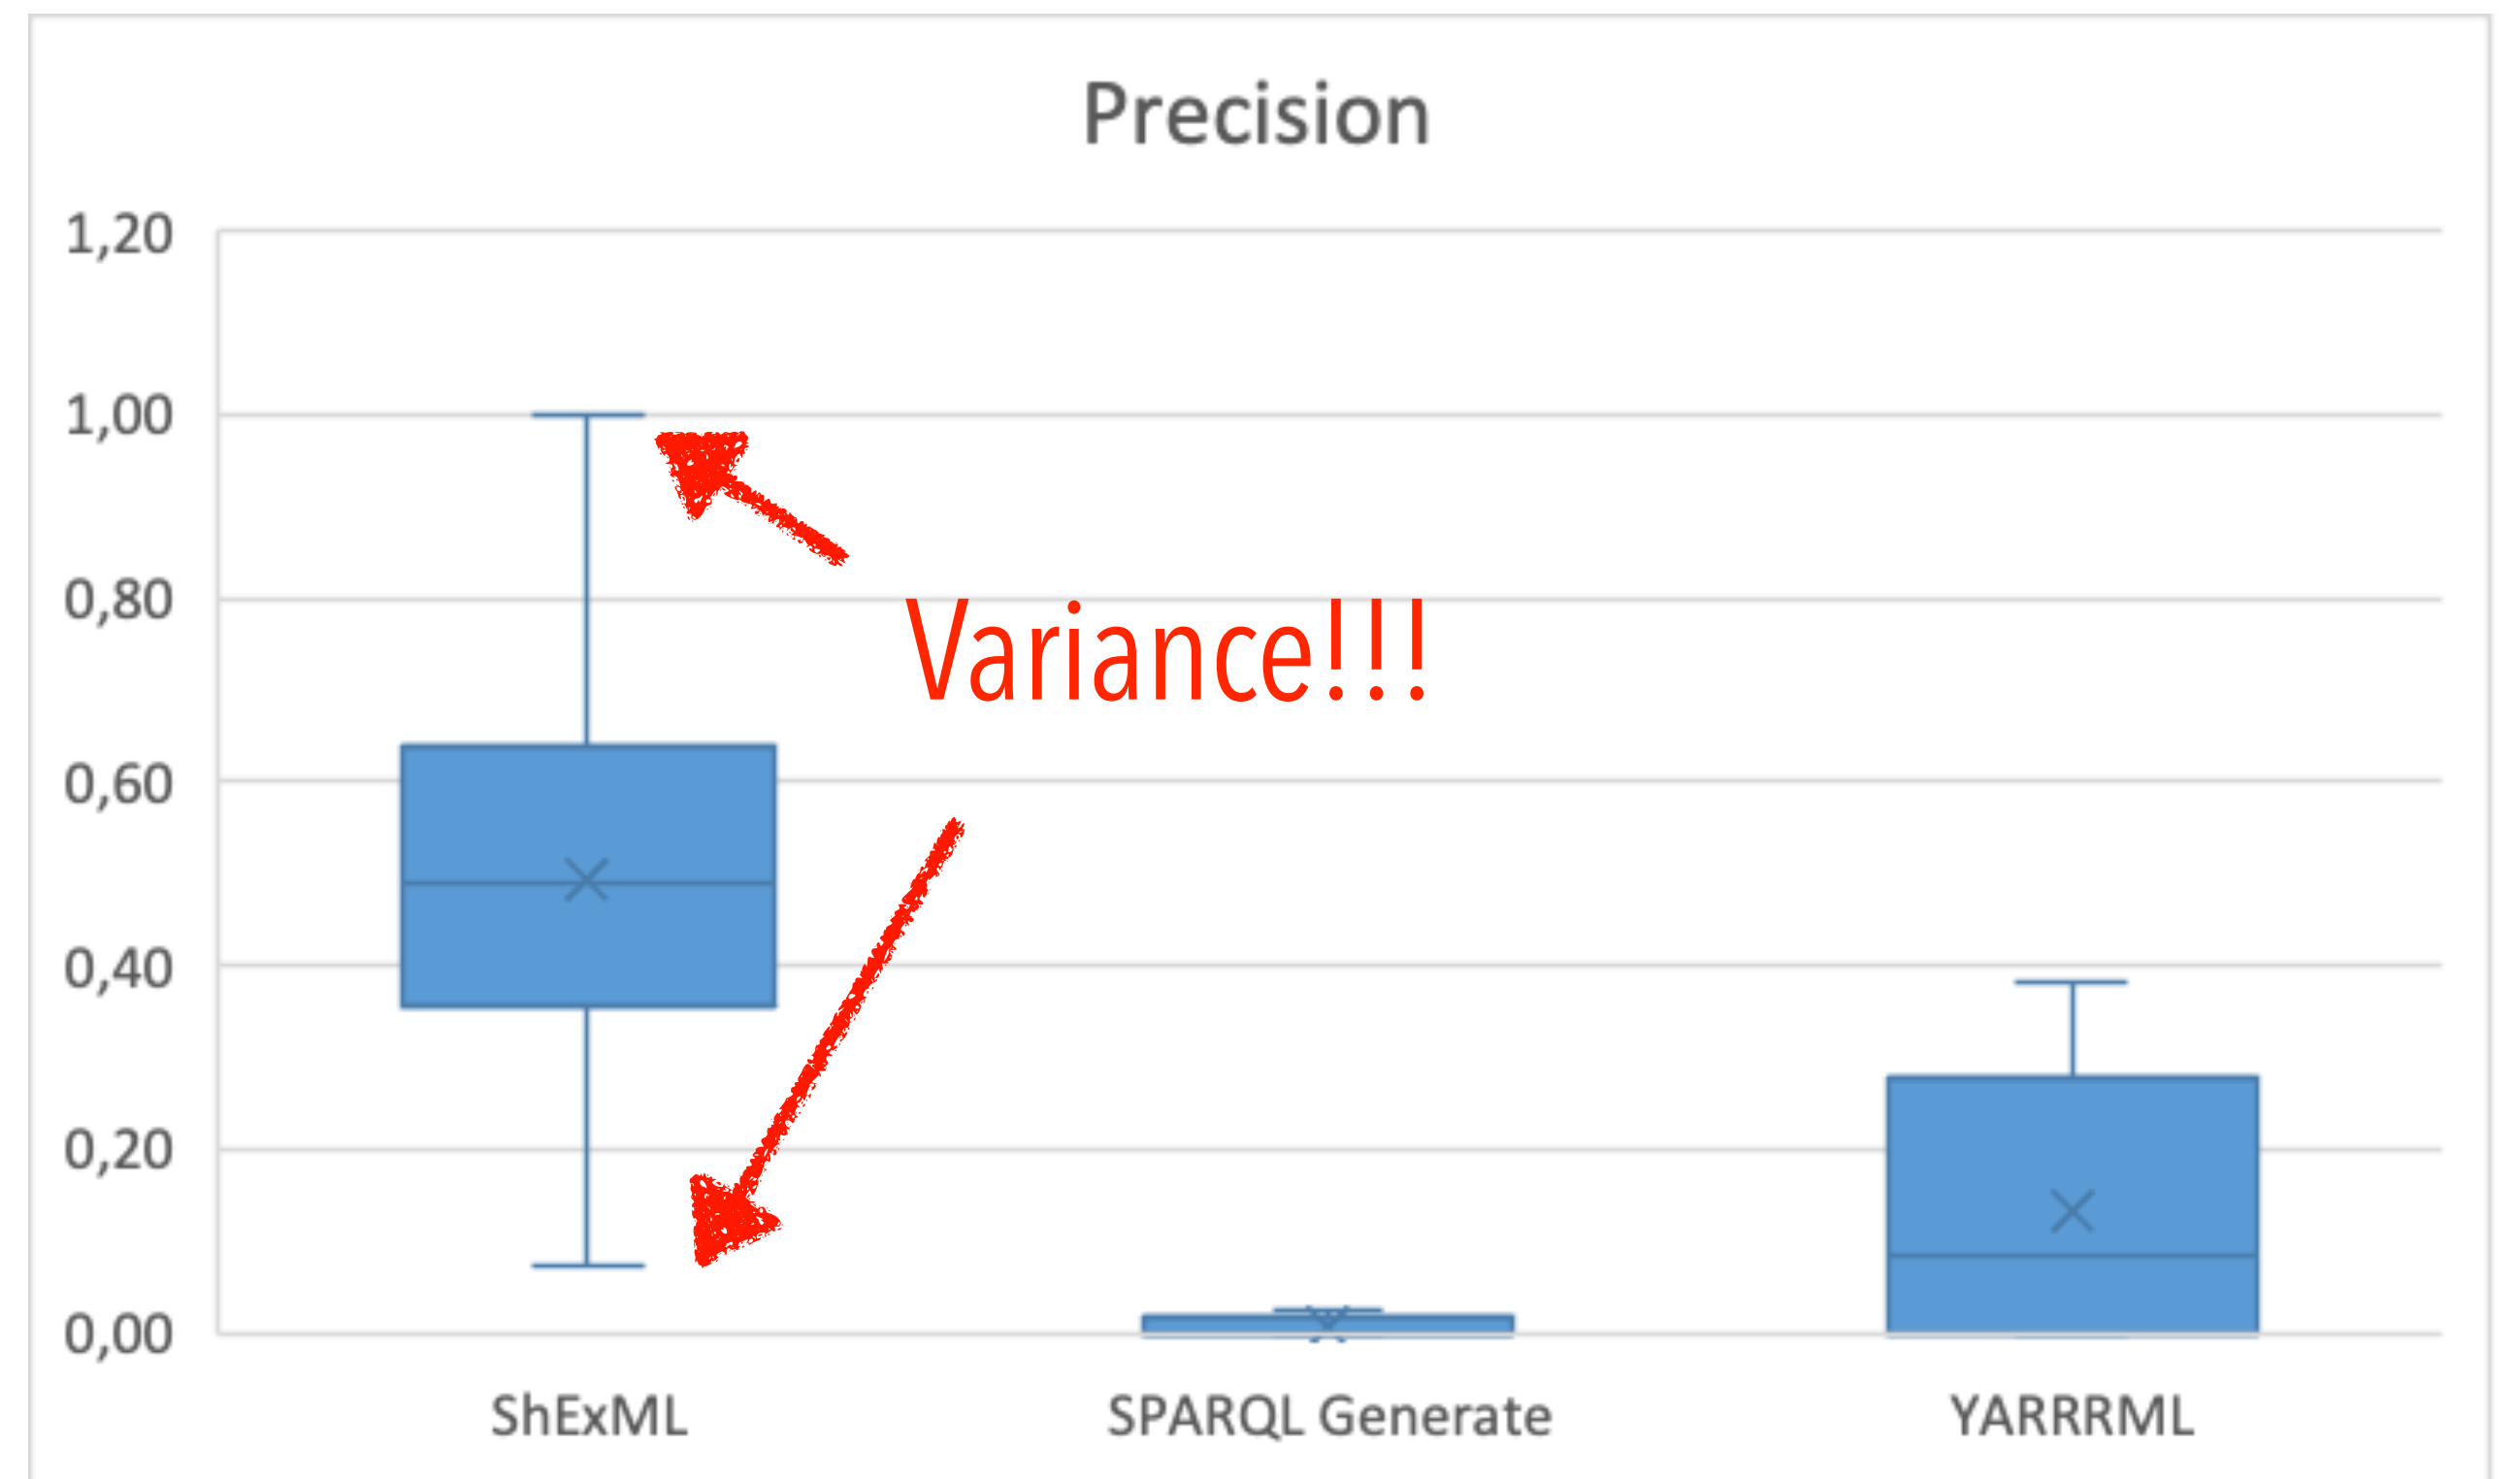 Precision
1,20
1,00
0,80
Variance!!!
0,60
0,40
0,20
0,00
ShExML SPARQL Generate YARRRML